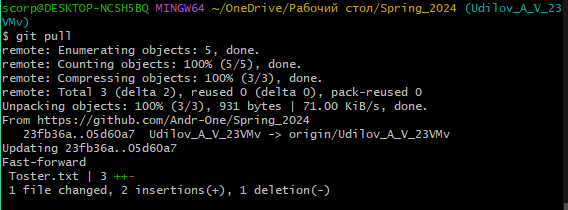 scorp@DESKTOP-NCSH5BQ MINGW64 ~/OneDrive/Рабочий стол/Spring_2024 (Udilov_A_V_23
VMv)
$ git pull
remote: Enumerating objects: 5, done.
remote: Counting objects: 100% (5/5), done.
remote: Compressing objects: 100% (3/3), done.
remote: Total 3 (delta 2), reused 0 (delta 0), pack-reused 0
Unpacking objects: 100% (3/3), 931 bytes | 71.00 KiB/s, done.
From https://github.com/Andr-One/Spring_2024
   23fb36a..05d60a7  Udilov_A_V_23VMv -> origin/Udilov_A_V_23VMv
Updating 23fb36a..05d60a7
Fast-forward
 Toster.txt | 3 ++-
 1 file changed, 2 insertions(+), 1 deletion(-)